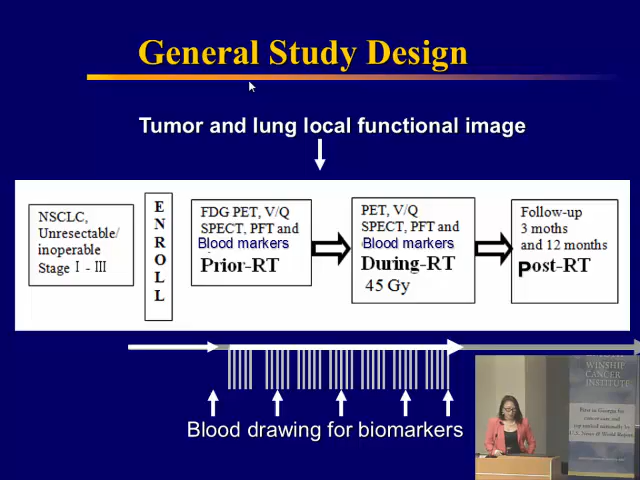 General Study Design
Tumor and lung local functional image
NSCLC,
Unresectable/
inoperable
Stage I - III
E
N
R
O
L
L
FDG PET, V/Q
SPECT, PFT and
Blood markers
Prior-RT
PET, V/Q
SPECT, PFT and
Blood markers
During-RT
45 Gy
Follow-up
3 moths
and 12 months
Post-RT
Blood drawing for biomarkers
WINSHIP
CANCER
INSTITUTE